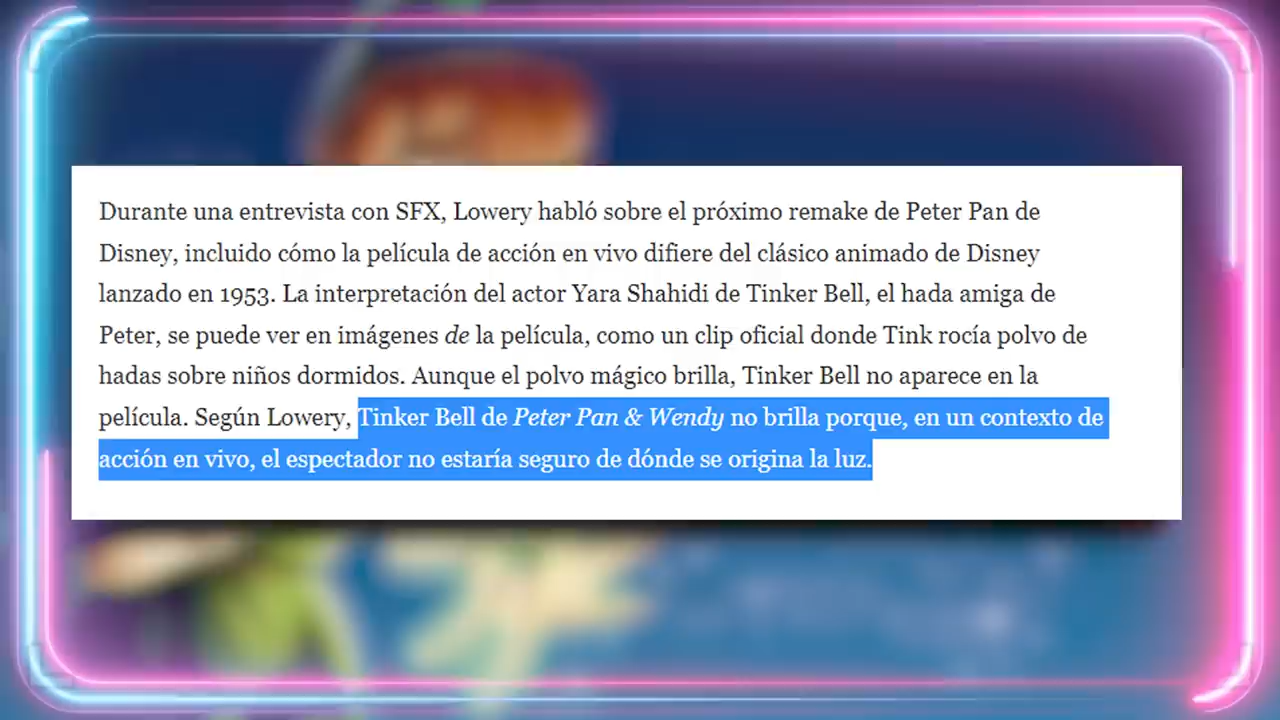 Durante una entrevista con SFX, Lowery habló sobre el próximo remake de Peter Pan de
Disney, incluido cómo la película de acción en vivo difiere del clásico animado de Disney
lanzado en 1953. La interpretación del actor Yara Shahidi de Tinker Bell, el hada amiga de
Peter, se puede ver en imágenes de la película, como un clip oficial donde Tink rocía polvo de
hadas sobre niños dormidos. Aunque el polvo mágico brilla, Tinker Bell no aparece en la
película. Según Lowery, Tinker Bell de Peter Pan & Wendy no brilla porque, en un contexto de
acción en vivo, el espectador no estaría seguro de dónde se origina la luz.